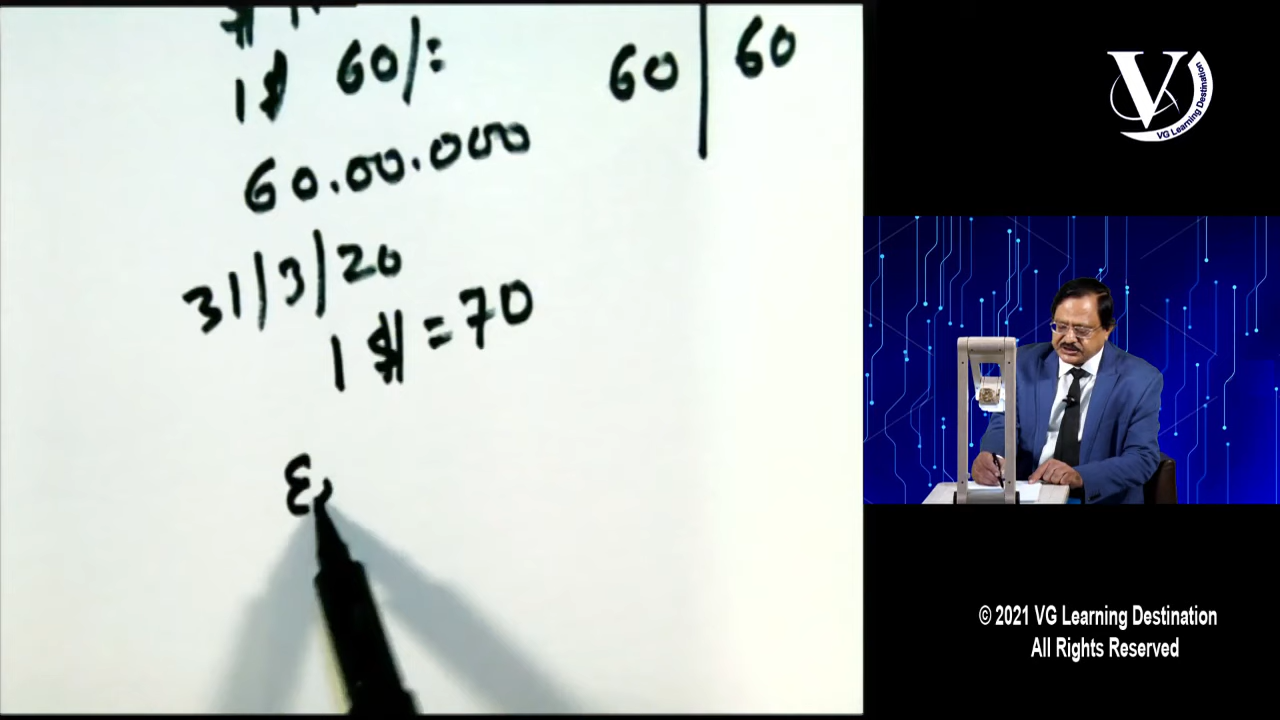 1$ 60/=
60 | 60
60.00.000
31/3/20
1$ = 70
V
VG Learning Destination
© 2021 VG Learning Destination
All Rights Reserved